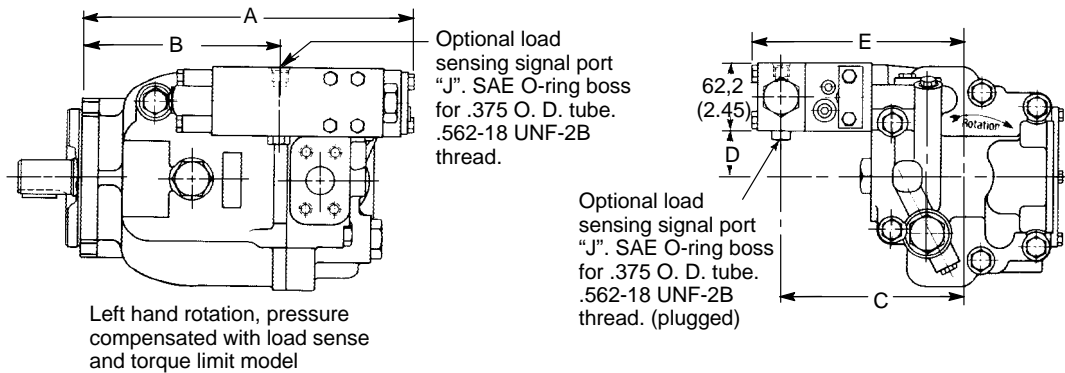 A
B
Optional load
sensing signal port
“J”. SAE O-ring boss
for .375 O. D. tube.
.562-18 UNF-2B
thread.
Left hand rotation, pressure
compensated with load sense
and torque limit model
E
62,2
(2.45)
D
Rotation
Optional load
sensing signal port
“J”. SAE O-ring boss
for .375 O. D. tube.
.562-18 UNF-2B
thread. (plugged)
C